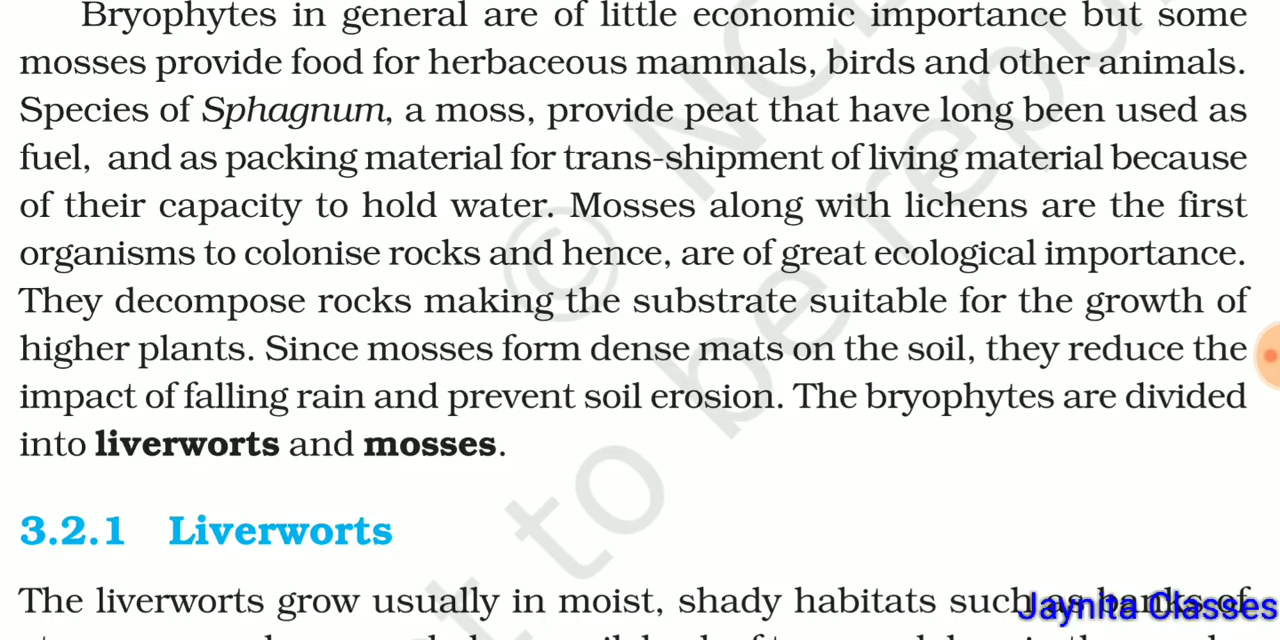 Bryophytes in general are of little economic importance but some
mosses provide food for herbaceous mammals, birds and other animals.
Species of Sphagnum, a moss, provide peat that have long been used as
fuel, and as packing material for trans-shipment of living material because
of their capacity to hold water. Mosses along with lichens are the first
organisms to colonise rocks and hence, are of great ecological importance.
They decompose rocks making the substrate suitable for the growth of
higher plants. Since mosses form dense mats on the soil, they reduce the
impact of falling rain and prevent soil erosion. The bryophytes are divided
into liverworts and mosses.
3.2.1 Liverworts
The liverworts grow usually in moist, shady habitats such as banks of
Jaynita Classes